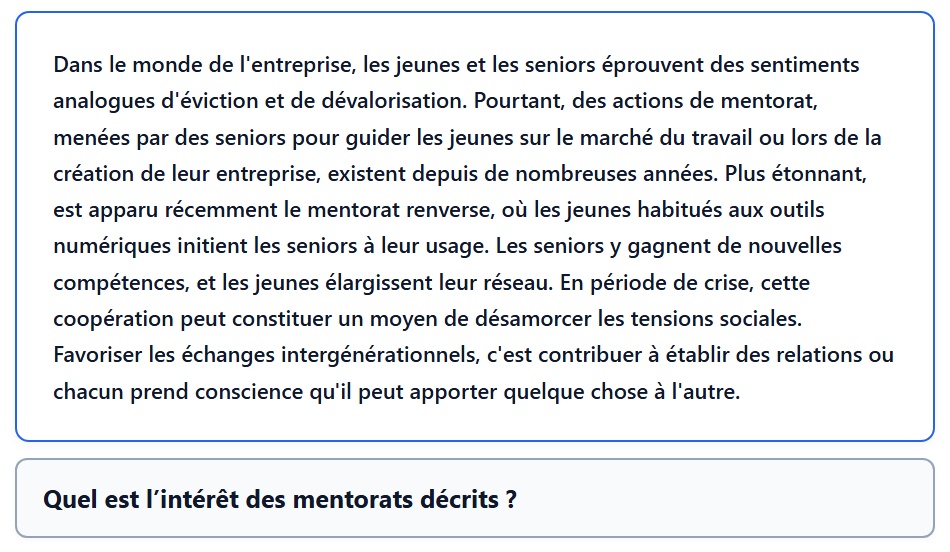 Dans le monde de l'entreprise, les jeunes et les seniors éprouvent des sentiments
analogues d'éviction et de dévalorisation. Pourtant, des actions de mentorat,
menées par des seniors pour guider les jeunes sur le marché du travail ou lors de la
création de leur entreprise, existent depuis de nombreuses années. Plus étonnant,
est apparu récemment le mentorat renverse, où les jeunes habitués aux outils
numériques initient les seniors à leur usage. Les seniors y gagnent de nouvelles
compétences, et les jeunes élargissent leur réseau. En période de crise, cette
coopération peut constituer un moyen de désamorcer les tensions sociales.
Favoriser les échanges intergénérationnels, c'est contribuer à établir des relations ou
chacun prend conscience qu'il peut apporter quelque chose à l'autre.
Quel est l’intérêt des mentorats décrits ?